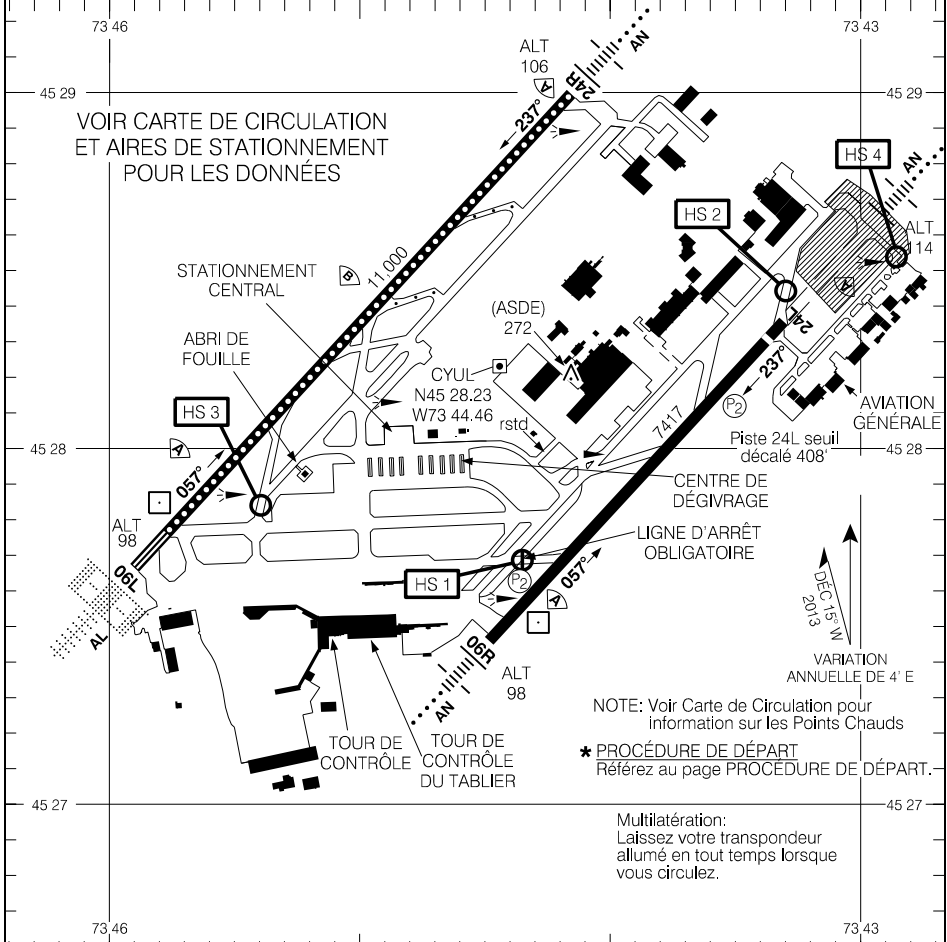 73 46
73 43
ALT
106
AN
24R
A
45 29
45 29
237°
VOIR CARTE DE CIRCULATION
ET AIRES DE STATIONNEMENT
POUR LES DONNÉES
HS 4
AN
HS 2
ALT
114
A
STATIONNEMENT
CENTRAL
B
11,000
(ASDE)
272
24L
ABRI DE
FOUILLE
CYUL
N45 28.23
W73 44.46
rstd
237°
P2
7417
AVIATION
GÉNÉRALE
HS 3
Piste 24L seuil
décalé 408'
45 28
45 28
A
057°
CENTRE DE
DÉGIVRAGE
ALT
98
LIGNE D'ARRÊT
OBLIGATOIRE
06L
HS 1
P2
057°
A
DÉC 15° W
2013
AL
06R
ALT
98
VARIATION
ANNUELLE DE 4' E
AN
NOTE: Voir Carte de Circulation pour
information sur les Points Chauds
TOUR DE
CONTRÔLE
TOUR DE
CONTRÔLE
DU TABLIER
* PROCÉDURE DE DÉPART
Référez au page PROCÉDURE DE DÉPART.
45 27
45 27
Multilatération:
Laissez votre transpondeur
allumé en tout temps lorsque
vous circulez.
73 46
73 43